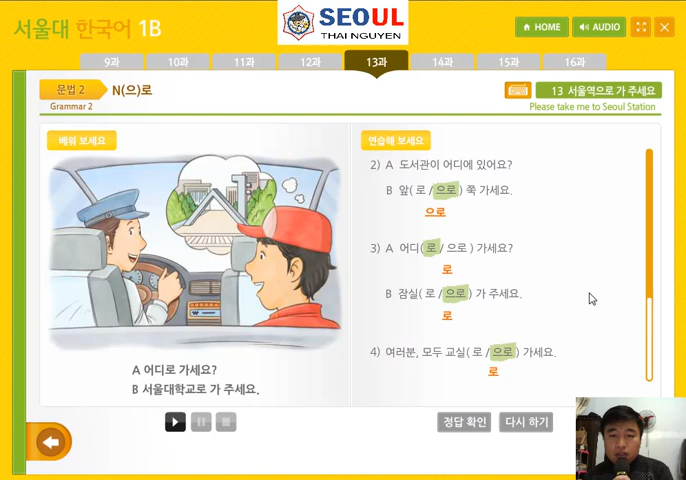 서울대 한국어 1B
SEOUL
THAI NGUYEN
HOME
AUDIO
9과
10과
11과
12과
13과
14과
15과
16과
문법 2
N(으)로
Grammar 2
13 서울역으로 가 주세요
Please take me to Seoul Station
배워 보세요
연습해 보세요
2) A 도서관이 어디에 있어요?
B 앞( 로 / 으로 ) 쭉 가세요.
으로
3) A 어디( 로 / 으로 ) 가세요?
로
B 잠실( 로 / 으로 ) 가 주세요.
로
4) 여러분, 모두 교실( 로 / 으로 ) 가세요.
로
A 어디로 가세요?
B 서울대학교로 가 주세요.
정답 확인
다시 하기